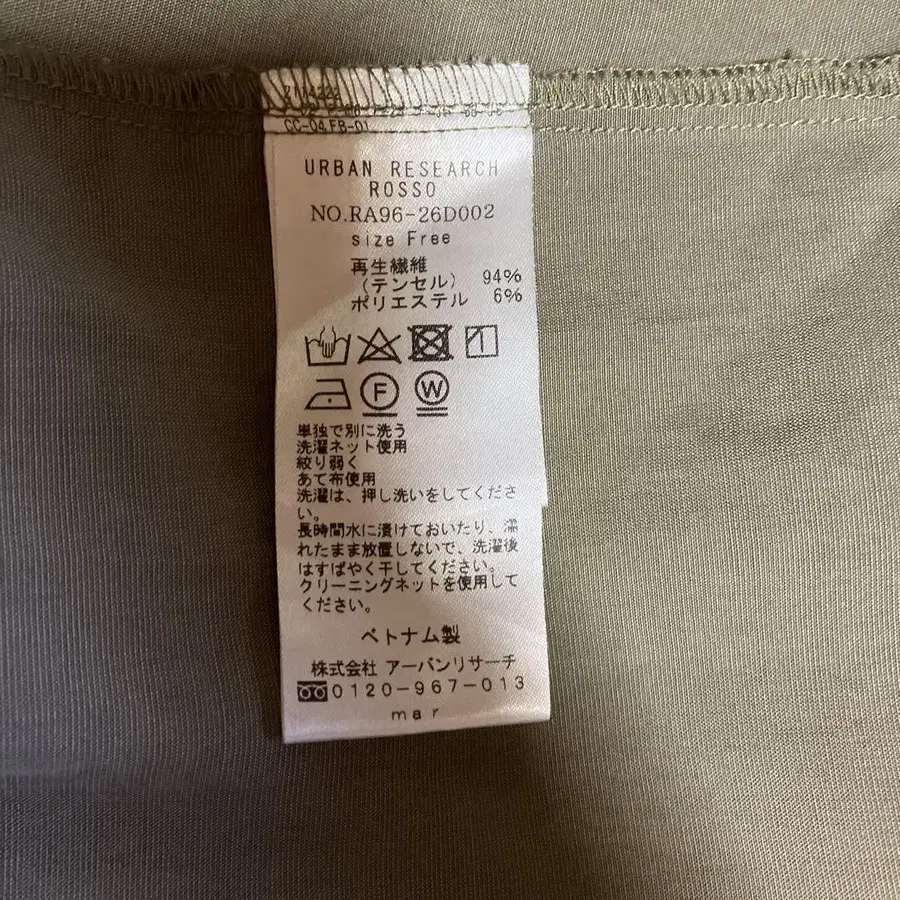 CC-04,FB-01
URBAN RESEARCH
ROSSO
NO.RA96-26D002
size Free
再生繊維
(テンセル) 94%
ポリエステル 6%
F W
単独で別に洗う
洗濯ネット使用
絞り弱く
あて布使用
洗濯は、押し洗いをしてくださ
い。
長時間水に漬けておいたり、濡
れたまま放置しないで、洗濯後
はすばやく干してください。
クリーニングネットを使用して
ください。
ベトナム製
株式会社 アーバンリサーチ
0120-967-013
mar